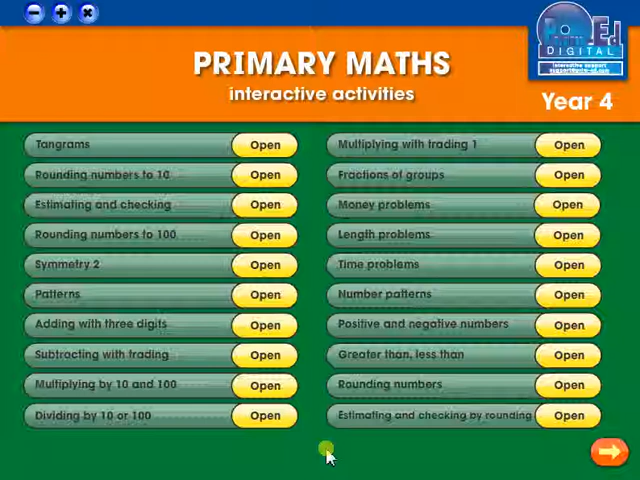 PRIMARY MATHS
interactive activities
DIGITAL
Year 4
Tangrams Open
Rounding numbers to 10 Open
Estimating and checking Open
Rounding numbers to 100 Open
Symmetry 2 Open
Patterns Open
Adding with three digits Open
Subtracting with trading Open
Multiplying by 10 and 100 Open
Dividing by 10 or 100 Open
Multiplying with trading 1 Open
Fractions of groups Open
Money problems Open
Length problems Open
Time problems Open
Number patterns Open
Positive and negative numbers Open
Greater than, less than Open
Rounding numbers Open
Estimating and checking by rounding Open